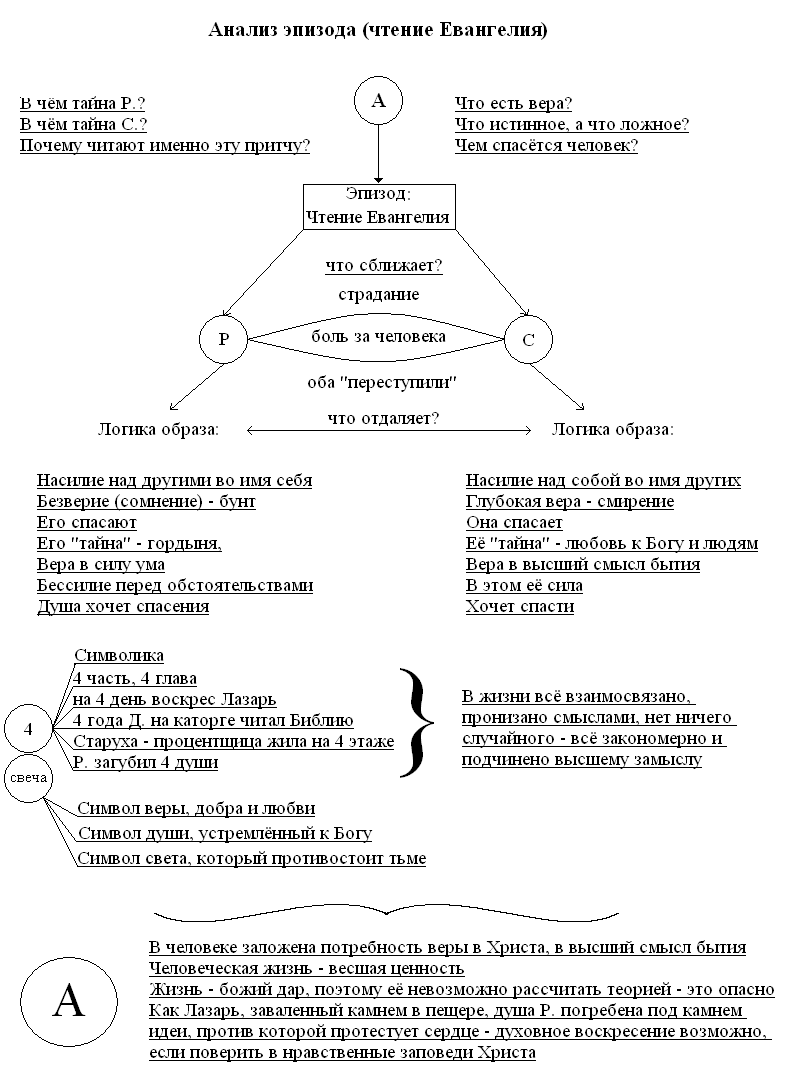 Анализ эпизода (чтение Евангелия)
В чём тайна Р.?
В чём тайна С.?
Почему читают именно эту притчу?
А
Что есть вера?
Что истинное, а что ложное?
Чем спасётся человек?
Эпизод:
Чтение Евангелия
что сближает?
страдание
Р
боль за человека
С
оба "переступили"
что отдаляет?
Логика образа:
Логика образа:
Насилие над другими во имя себя
Безверие (сомнение) - бунт
Его спасают
Его "тайна" - гордыня,
Вера в силу ума
Бессилие перед обстоятельствами
Душа хочет спасения
Насилие над собой во имя других
Глубокая вера - смирение
Она спасает
Её "тайна" - любовь к Богу и людям
Вера в высший смысл бытия
В этом её сила
Хочет спасти
Символика
4 часть, 4 глава
на 4 день воскрес Лазарь
4 года Д. на каторге читал Библию
Старуха - процентщица жила на 4 этаже
Р. загубил 4 души
4
}
В жизни всё взаимосвязано,
пронизано смыслами, нет ничего
случайного - всё закономерно и
подчинено высшему замыслу
свеча
Символ веры, добра и любви
Символ души, устремлённый к Богу
Символ света, который противостоит тьме
А
В человеке заложена потребность веры в Христа, в высший смысл бытия
Человеческая жизнь - весшая ценность
Жизнь - божий дар, поэтому её невозможно рассчитать теорией - это опасно
Как Лазарь, заваленный камнем в пещере, душа Р. погребена под камнем
идеи, против которой протестует сердце - духовное воскресение возможно,
если поверить в нравственные заповеди Христа